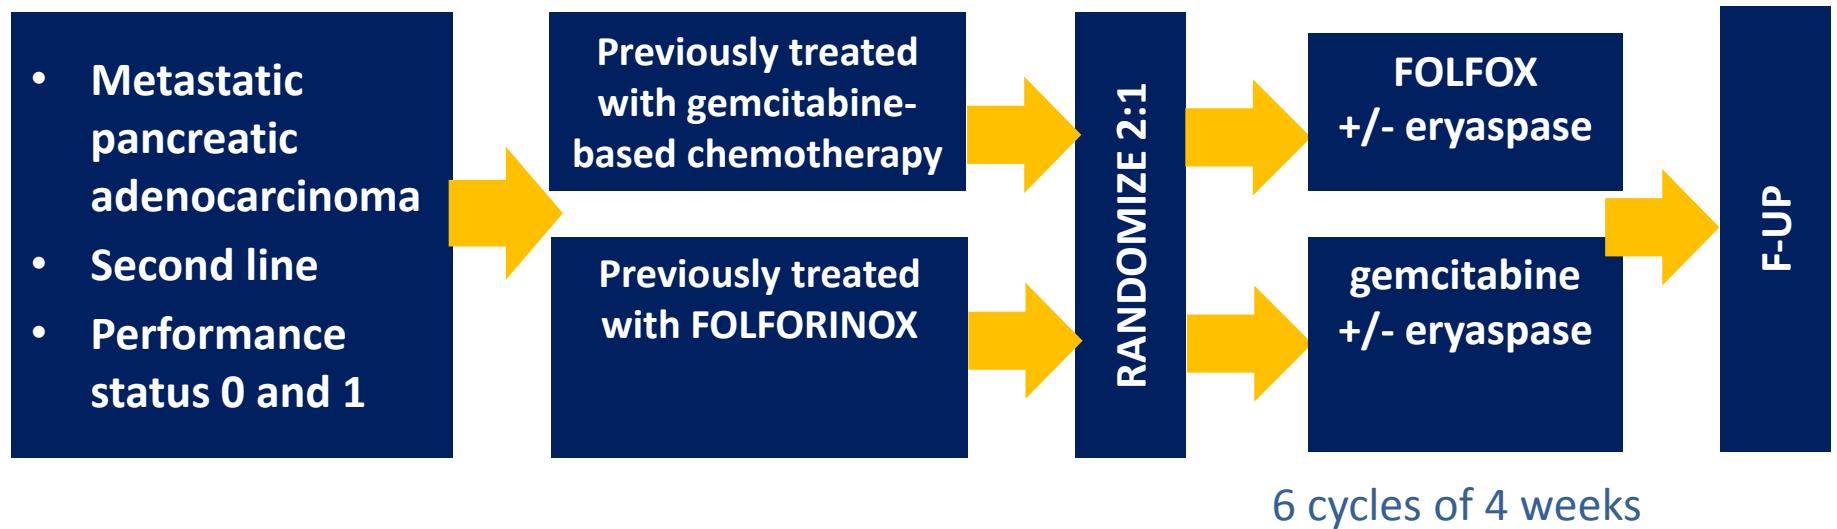 • Metastatic
pancreatic
adenocarcinoma
• Second line
• Performance
status 0 and 1
Previously treated
with gemcitabine-
based chemotherapy
Previously treated
with FOLFORINOX
RANDOMIZE 2:1
FOLFOX
+/- eryaspase
gemcitabine
+/- eryaspase
F-UP
6 cycles of 4 weeks